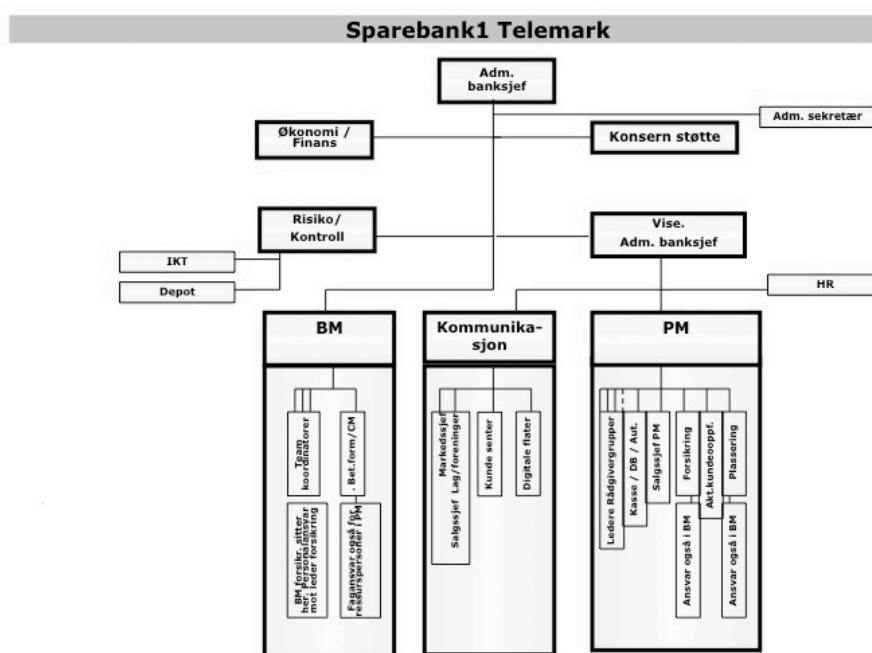 Sparebank1 Telemark
Adm.
banksjef
Adm. sekretær
Økonomi /
Finans
Konsern støtte
Risiko/
Kontroll
Vise.
Adm. banksjef
IKT
Depot
HR
BM
Kommunika-
sjon
PM
Team
koordinatorer
. Bet.form/CM
BM forsikr. sitter
her. Personalansvar
mot leder forsikring
Fagansvar også for
ressurspersoner i PM
Markedssjef
Salgssjef Lag/foreninger
Kunde senter
Digitale flater
Ledere Rådgivergrupper
Kasse / DB / Aut.
Salgssjef PM
Forsikring
Akt.kundeooppf.
Plassering
Ansvar også i BM
Ansvar også i BM